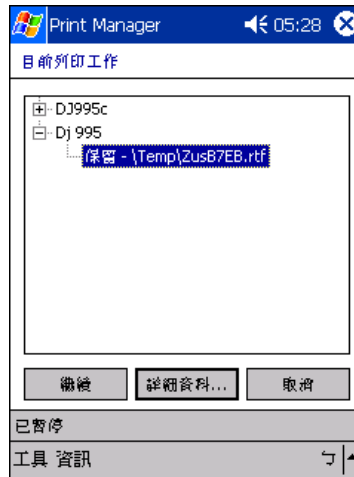 Print Manager 05:28
目前列印工作
DJ995c
Dj 995
保留 - \Temp\ZusB7EB.rtf
繼續 詳細資料... 取消
已暫停
工具 資訊 ㄅ